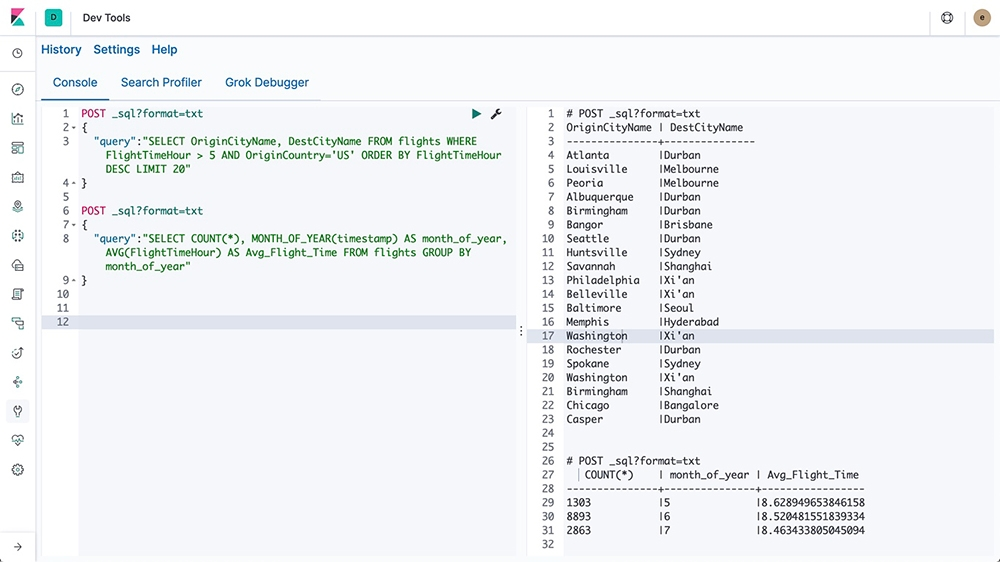 D Dev Tools e
History Settings Help
Console Search Profiler Grok Debugger
1 POST _sql?format=txt
2 {
3 "query":"SELECT OriginCityName, DestCityName FROM flights WHERE
FlightTimeHour > 5 AND OriginCountry='US' ORDER BY FlightTimeHour
DESC LIMIT 20"
4 }
5
6 POST _sql?format=txt
7 {
8 "query":"SELECT COUNT(*), MONTH_OF_YEAR(timestamp) AS month_of_year,
AVG(FlightTimeHour) AS Avg_Flight_Time FROM flights GROUP BY
month_of_year"
9 }
10
11
12
1 # POST _sql?format=txt
2 OriginCityName | DestCityName
3 ---------------+---------------
4 Atlanta |Durban
5 Louisville |Melbourne
6 Peoria |Melbourne
7 Albuquerque |Durban
8 Birmingham |Durban
9 Bangor |Brisbane
10 Seattle |Durban
11 Huntsville |Sydney
12 Savannah |Shanghai
13 Philadelphia |Xi'an
14 Belleville |Xi'an
15 Baltimore |Seoul
16 Memphis |Hyderabad
17 Washington |Xi'an
18 Rochester |Durban
19 Spokane |Sydney
20 Washington |Xi'an
21 Birmingham |Shanghai
22 Chicago |Bangalore
23 Casper |Durban
24
25
26 # POST _sql?format=txt
27 COUNT(*) | month_of_year | Avg_Flight_Time
28 ---------------+---------------+-----------------
29 1303 |5 |8.628949653846158
30 8893 |6 |8.520481551839334
31 2863 |7 |8.463433805045094
32